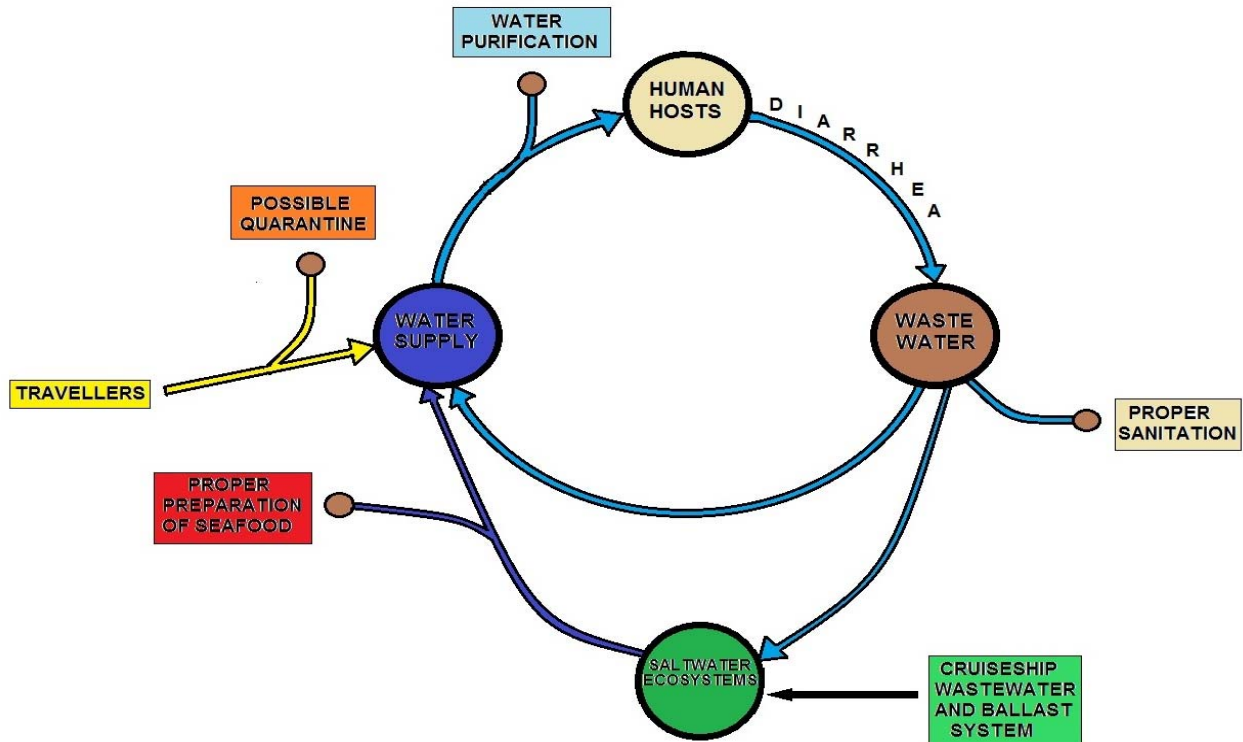 WATER
PURIFICATION
HUMAN
HOSTS
DIARRHEA
POSSIBLE
QUARANTINE
WATER
SUPPLY
WASTE
WATER
TRAVELLERS
PROPER
SANITATION
PROPER
PREPARATION
OF SEAFOOD
SALTWATER
ECOSYSTEMS
CRUISESHIP
WASTEWATER
AND BALLAST
SYSTEM